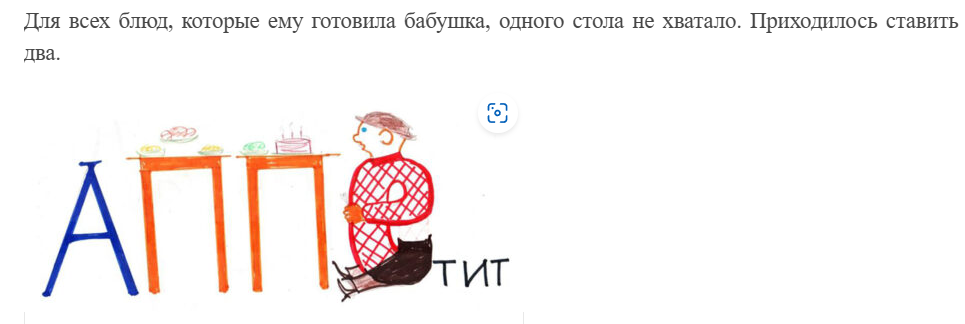 Для всех блюд, которые ему готовила бабушка, одного стола не хватало. Приходилось ставить
два.
АППетит